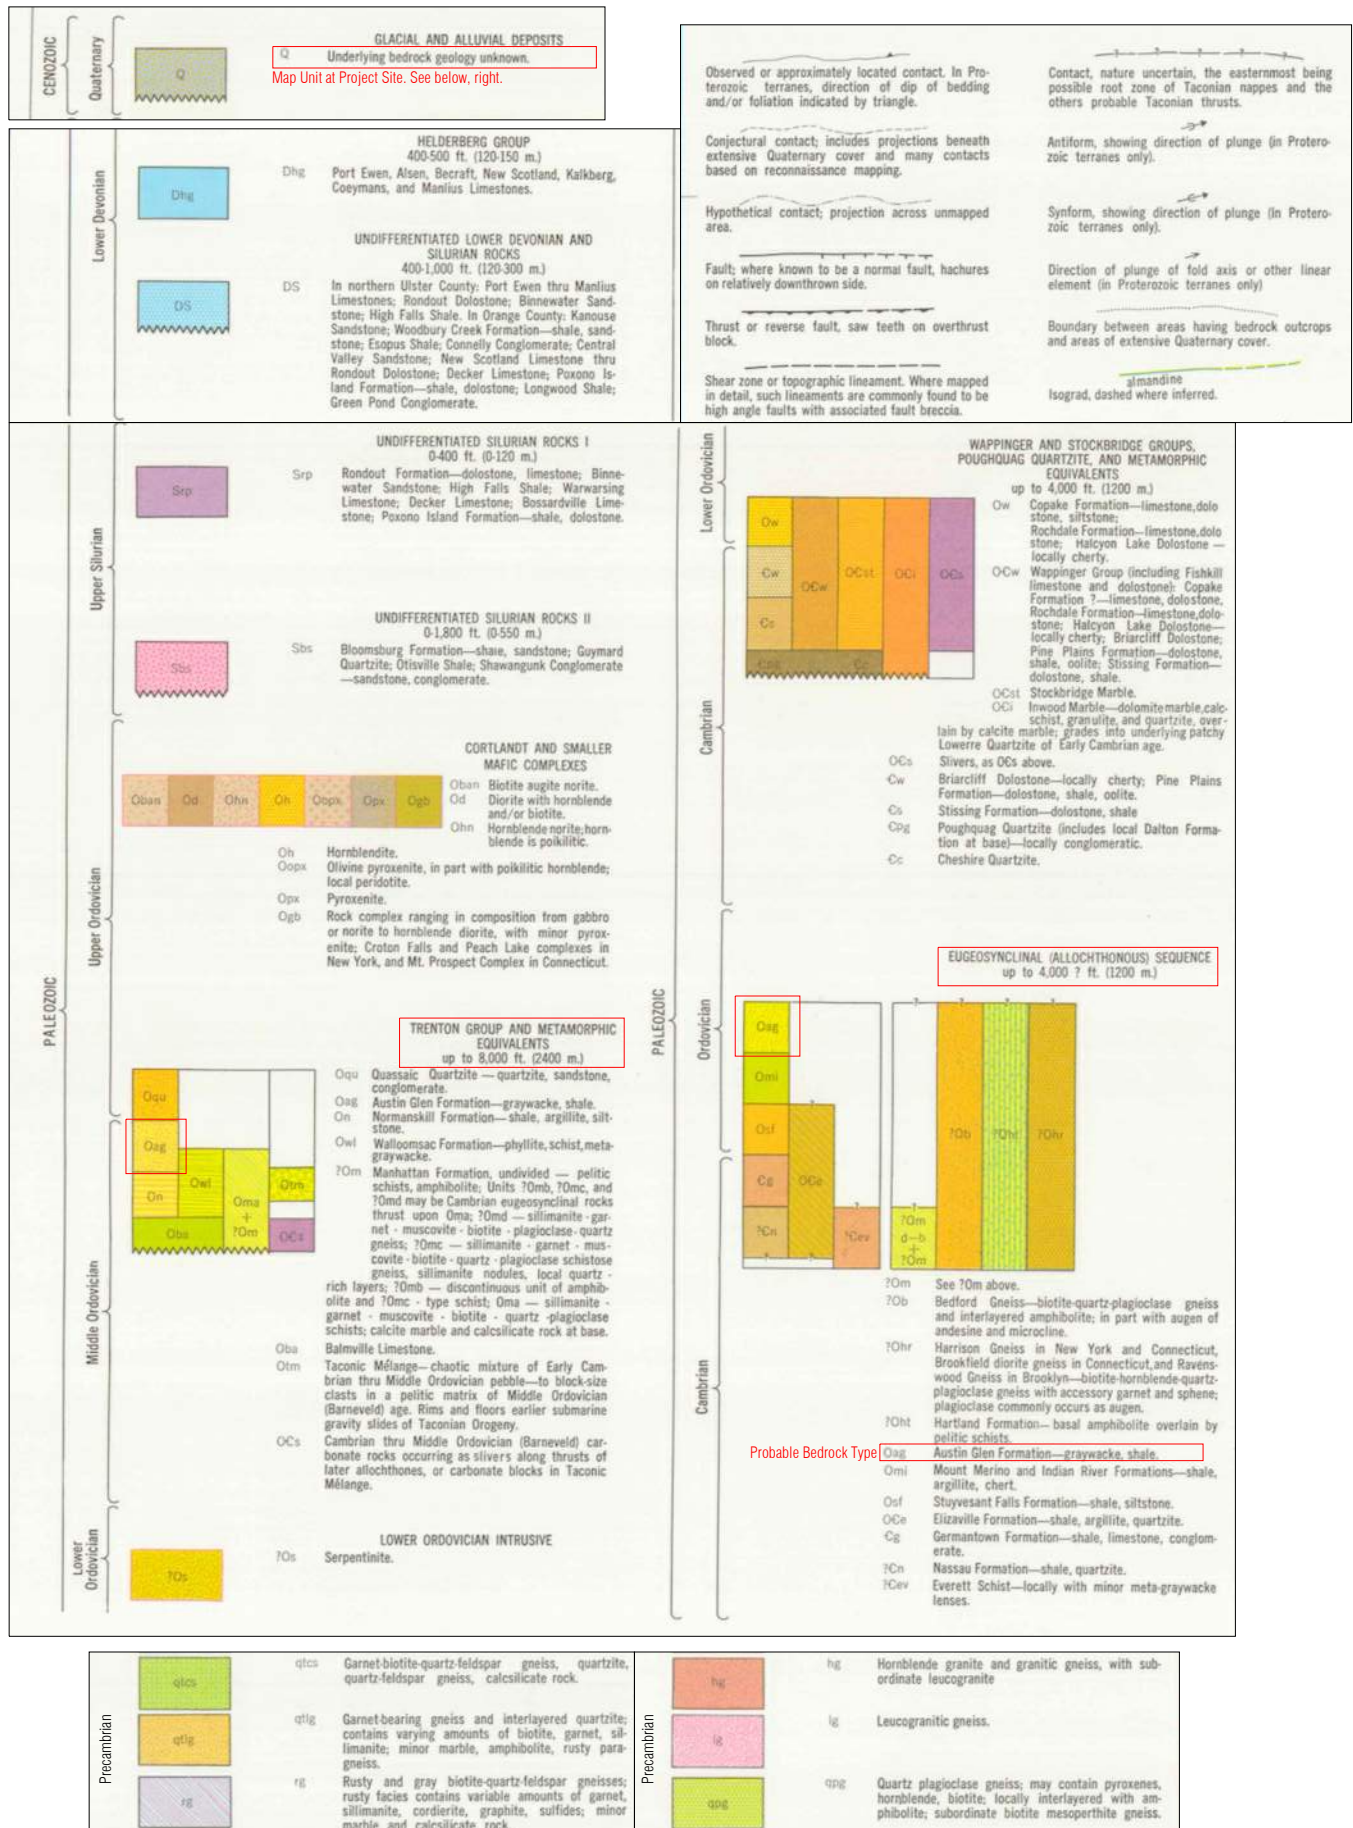 CENOZOIC
Quaternary
Q
GLACIAL AND ALLUVIAL DEPOSITS
Q Underlying bedrock geology unknown.
Map Unit at Project Site. See below, right.
Observed or approximately located contact. In Pro-
terozoic terranes, direction of dip of bedding
and/or foliation indicated by triangle.
Conjectural contact; includes projections beneath
extensive Quaternary cover and many contacts
based on reconnaissance mapping.
Hypothetical contact; projection across unmapped
area.
Fault; where known to be a normal fault, hachures
on relatively downthrown side.
Thrust or reverse fault, saw teeth on overthrust
block.
Shear zone or topographic lineament. Where mapped
in detail, such lineaments are commonly found to be
high angle faults with associated fault breccia.
Contact, nature uncertain, the easternmost being
possible root zone of Taconian nappes and the
others probable Taconian thrusts.
Antiform, showing direction of plunge (in Protero-
zoic terranes only).
Synform, showing direction of plunge (in Protero-
zoic terranes only).
Direction of plunge of fold axis or other linear
element (in Proterozoic terranes only)
Boundary between areas having bedrock outcrops
and areas of extensive Quaternary cover.
almandine
Isograd, dashed where inferred.
Lower Devonian
Dhg
HELDERBERG GROUP
400-500 ft. (120-150 m.)
Dhg Port Ewen, Alsen, Becraft, New Scotland, Kalkberg,
Coeymans, and Manlius Limestones.
DS
UNDIFFERENTIATED LOWER DEVONIAN AND
SILURIAN ROCKS
400-1,000 ft. (120-300 m.)
DS In northern Ulster County: Port Ewen thru Manlius
Limestones; Rondout Dolostone; Binnewater Sand-
stone; High Falls Shale. In Orange County: Kanouse
Sandstone; Woodbury Creek Formation—shale, sand-
stone; Esopus Shale; Connelly Conglomerate; Central
Valley Sandstone; New Scotland Limestone thru
Rondout Dolostone; Decker Limestone; Poxono Is-
land Formation—shale, dolostone; Longwood Shale;
Green Pond Conglomerate.
PALEOZOIC
Upper Silurian
Srp
UNDIFFERENTIATED SILURIAN ROCKS I
0-400 ft. (0-120 m.)
Srp Rondout Formation—dolostone, limestone; Binne-
water Sandstone; High Falls Shale; Warwarsing
Limestone; Decker Limestone; Bossardville Lime-
stone; Poxono Island Formation—shale, dolostone.
Sbs
UNDIFFERENTIATED SILURIAN ROCKS II
0-1,800 ft. (0-550 m.)
Sbs Bloomsburg Formation—shale, sandstone; Guymard
Quartzite; Otisville Shale; Shawangunk Conglomerate
—sandstone, conglomerate.
Upper Ordovician
CORTLANDT AND SMALLER
MAFIC COMPLEXES
Oban Od Ohn Oh Oopx Opx Ogb
Oban Biotite augite norite.
Od Diorite with hornblende
and/or biotite.
Ohn Hornblende norite; horn-
blende is poikilitic.
Oh Hornblendite.
Oopx Olivine pyroxenite, in part with poikilitic hornblende;
local peridotite.
Opx Pyroxenite.
Ogb Rock complex ranging in composition from gabbro
or norite to hornblende diorite, with minor pyrox-
enite; Croton Falls and Peach Lake complexes in
New York, and Mt. Prospect Complex in Connecticut.
Middle Ordovician
TRENTON GROUP AND METAMORPHIC
EQUIVALENTS
up to 8,000 ft. (2400 m.)
Oqu
Oag
On Owl Oma + ?Om Otm
Oba OЄs
Oqu Quassaic Quartzite — quartzite, sandstone,
conglomerate.
Oag Austin Glen Formation—graywacke, shale.
On Normanskill Formation—shale, argillite, silt-
stone.
Owl Walloomsac Formation—phyllite, schist, meta-
graywacke.
?Om Manhattan Formation, undivided — pelitic
schists, amphibolite; Units ?Omb, ?Omc, and
?Omd may be Cambrian eugeosynclinal rocks
thrust upon Oma; ?Omd — sillimanite - gar-
net - muscovite - biotite - plagioclase-quartz
gneiss; ?Omc — sillimanite - garnet - mus-
covite - biotite - quartz - plagioclase schistose
gneiss, sillimanite nodules, local quartz -
rich layers; ?Omb — discontinuous unit of amphib-
olite and ?Omc - type schist; Oma — sillimanite -
garnet - muscovite - biotite - quartz -plagioclase
schists; calcite marble and calcsilicate rock at base.
Oba Balmville Limestone.
Otm Taconic Mélange—chaotic mixture of Early Cam-
brian thru Middle Ordovician pebble—to block-size
clasts in a pelitic matrix of Middle Ordovician
(Barneveld) age. Rims and floors earlier submarine
gravity slides of Taconian Orogeny.
OЄs Cambrian thru Middle Ordovician (Barneveld) car-
bonate rocks occurring as slivers along thrusts of
later allochthones, or carbonate blocks in Taconic
Mélange.
Lower
Ordovician
?Os
LOWER ORDOVICIAN INTRUSIVE
?Os Serpentinite.
PALEOZOIC
Lower Ordovician
Cambrian
WAPPINGER AND STOCKBRIDGE GROUPS,
POUGHQUAG QUARTZITE, AND METAMORPHIC
EQUIVALENTS
up to 4,000 ft. (1200 m.)
Ow
Єw OЄw OЄst OЄi OЄs
Єs
Єpg Єc
Ow Copake Formation—limestone,dolo
stone, siltstone;
Rochdale Formation—limestone,dolo
stone; Halcyon Lake Dolostone —
locally cherty.
OЄw Wappinger Group (including Fishkill
limestone and dolostone): Copake
Formation ?—limestone, dolostone,
Rochdale Formation—limestone,dolo-
stone; Halcyon Lake Dolostone—
locally cherty; Briarcliff Dolostone;
Pine Plains Formation—dolostone,
shale, oolite; Stissing Formation—
dolostone, shale.
OЄst Stockbridge Marble.
OЄi Inwood Marble—dolomite marble, calc-
schist, granulite, and quartzite, over-
lain by calcite marble; grades into underlying patchy
Lowerre Quartzite of Early Cambrian age.
OЄs Slivers, as OЄs above.
Єw Briarcliff Dolostone—locally cherty; Pine Plains
Formation—dolostone, shale, oolite.
Єs Stissing Formation—dolostone, shale
Єpg Poughquag Quartzite (includes local Dalton Forma-
tion at base)—locally conglomeratic.
Єc Cheshire Quartzite.
Ordovician
Cambrian
EUGEOSYNCLINAL (ALLOCHTHONOUS) SEQUENCE
up to 4,000 ? ft. (1200 m.)
Oag
Omi
Osf ?Ob ?Oht ?Ohr
Єg OЄe
?Єn ?Єev ?Om d-b + ?Om
?Om See ?Om above.
?Ob Bedford Gneiss—biotite-quartz-plagioclase gneiss
and interlayered amphibolite; in part with augen of
andesine and microcline.
?Ohr Harrison Gneiss in New York and Connecticut,
Brookfield diorite gneiss in Connecticut, and Ravens-
wood Gneiss in Brooklyn—biotite-hornblende-quartz-
plagioclase gneiss with accessory garnet and sphene;
plagioclase commonly occurs as augen.
?Oht Hartland Formation—basal amphibolite overlain by
pelitic schists.
Probable Bedrock Type Oag Austin Glen Formation—graywacke, shale.
Omi Mount Merino and Indian River Formations—shale,
argillite, chert.
Osf Stuyvesant Falls Formation—shale, siltstone.
OЄe Elizaville Formation—shale, argillite, quartzite.
Єg Germantown Formation—shale, limestone, conglom-
erate.
?Єn Nassau Formation—shale, quartzite.
?Єev Everett Schist—locally with minor meta-graywacke
lenses.
Precambrian
qtcs
qtcs Garnet-biotite-quartz-feldspar gneiss, quartzite,
quartz-feldspar gneiss, calcsilicate rock.
qtlg
qtlg Garnet-bearing gneiss and interlayered quartzite;
contains varying amounts of biotite, garnet, sil-
limanite; minor marble, amphibolite, rusty para-
gneiss.
rg
rg Rusty and gray biotite-quartz-feldspar gneisses;
rusty facies contains variable amounts of garnet,
sillimanite, cordierite, graphite, sulfides; minor
marble and calcsilicate rock.
Precambrian
hg
hg Hornblende granite and granitic gneiss, with sub-
ordinate leucogranite
lg
lg Leucogranitic gneiss.
qpg
qpg Quartz plagioclase gneiss; may contain pyroxenes,
hornblende, biotite; locally interlayered with am-
phibolite; subordinate biotite mesoperthite gneiss.